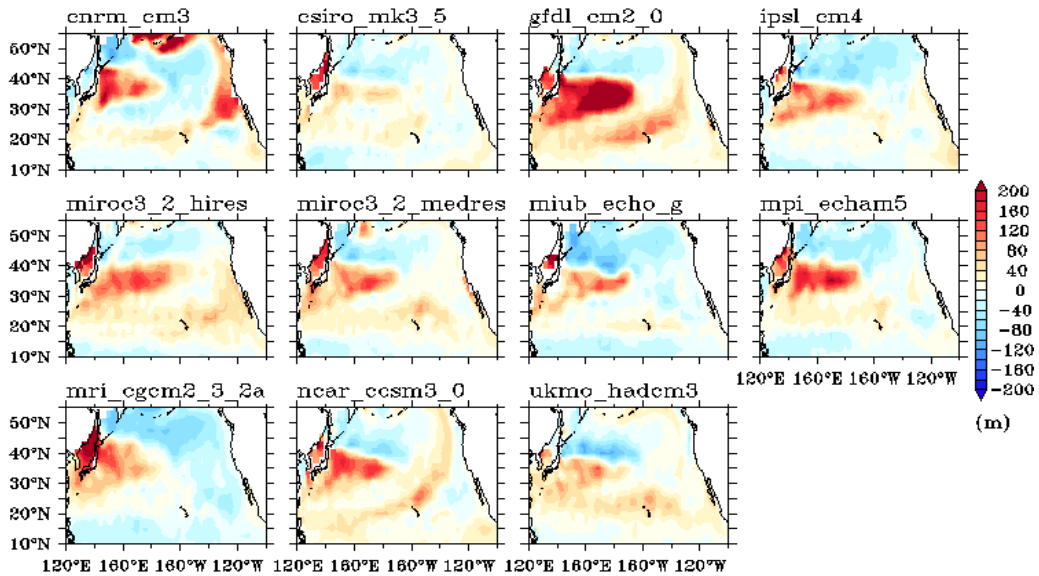 cnrm_cm3 csiro_mk3_5 gfdl_cm2_0 ipsl_cm4
60°N
50°N
40°N
30°N
20°N
10°N
miroc3_2_hires miroc3_2_medres miub_echo_g mpi_echam5
50°N
40°N
30°N
20°N
10°N
120°E 160°E 160°W 120°W
200
160
120
80
40
0
-40
-80
-120
-160
-200
(m)
mri_cgcm2_3_2a ncar_ccsm3_0 ukmo_hadcm3
50°N
40°N
30°N
20°N
10°N
120°E 160°E 160°W 120°W 120°E 160°E 160°W 120°W 120°E 160°E 160°W 120°W